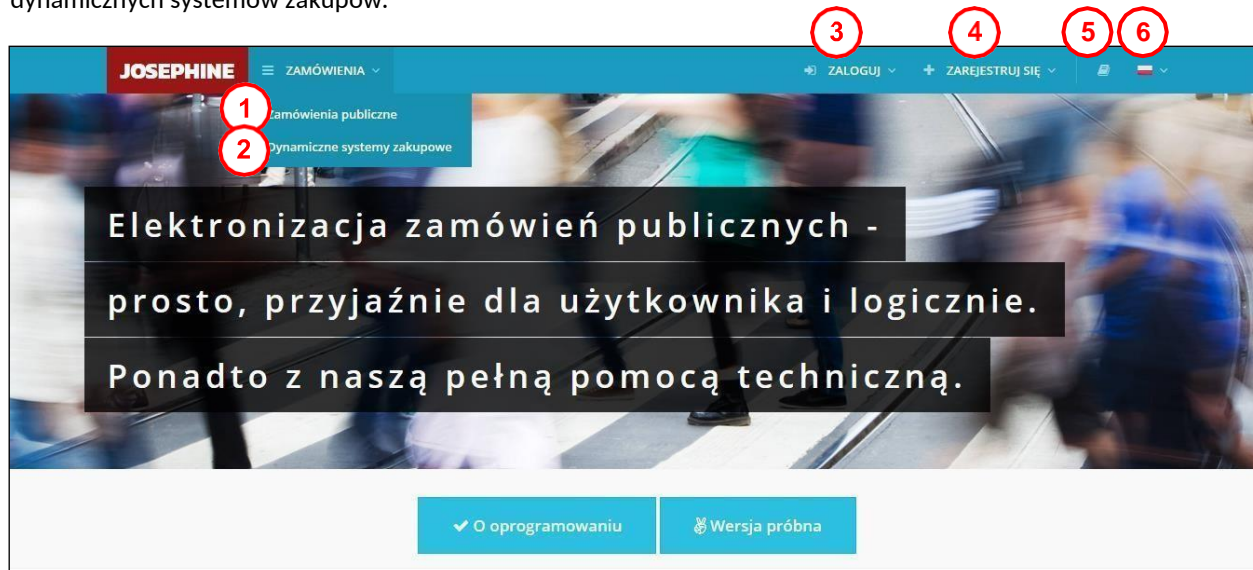 dynamicznych systemów zakupów.
3 4 5 6
JOSEPHINE ZAMÓWIENIA ZALOGUJ ZAREJESTRUJ SIĘ
1 Zamówienia publiczne
2 Dynamiczne systemy zakupowe
Elektronizacja zamówień publicznych -
prosto, przyjaźnie dla użytkownika i logicznie.
Ponadto z naszą pełną pomocą techniczną.
O oprogramowaniu Wersja próbna